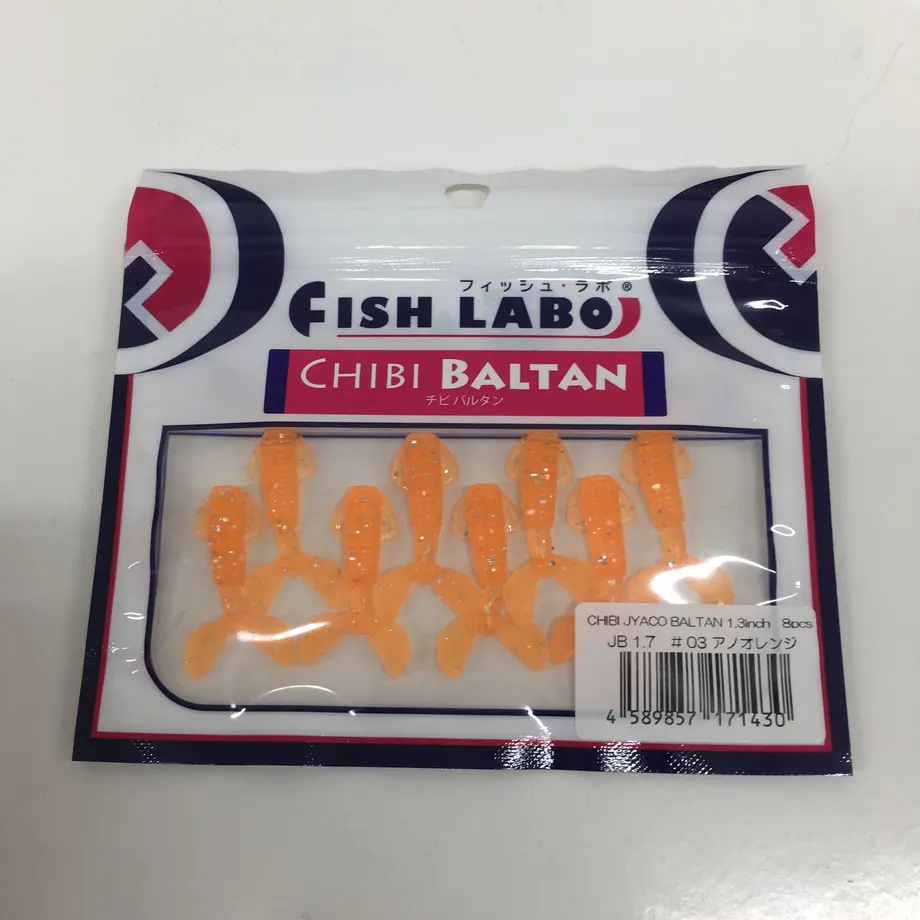 フィッシュ・ラボ®
FISH LABO
CHIBI BALTAN
チビ バルタン
CHIBI JYACO BALTAN 1.3inch 8pcs
JB 1.7 #03 アノオレンジ
4 589857 171430